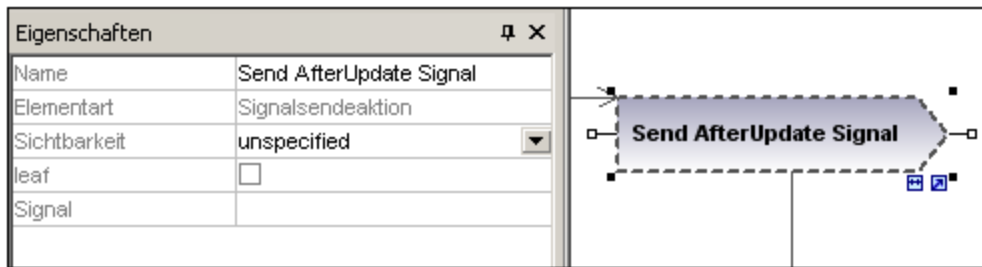 Eigenschaften
Name Send AfterUpdate Signal
Elementart Signalsendeaktion
Sichtbarkeit unspecified
leaf
Signal
Send AfterUpdate Signal